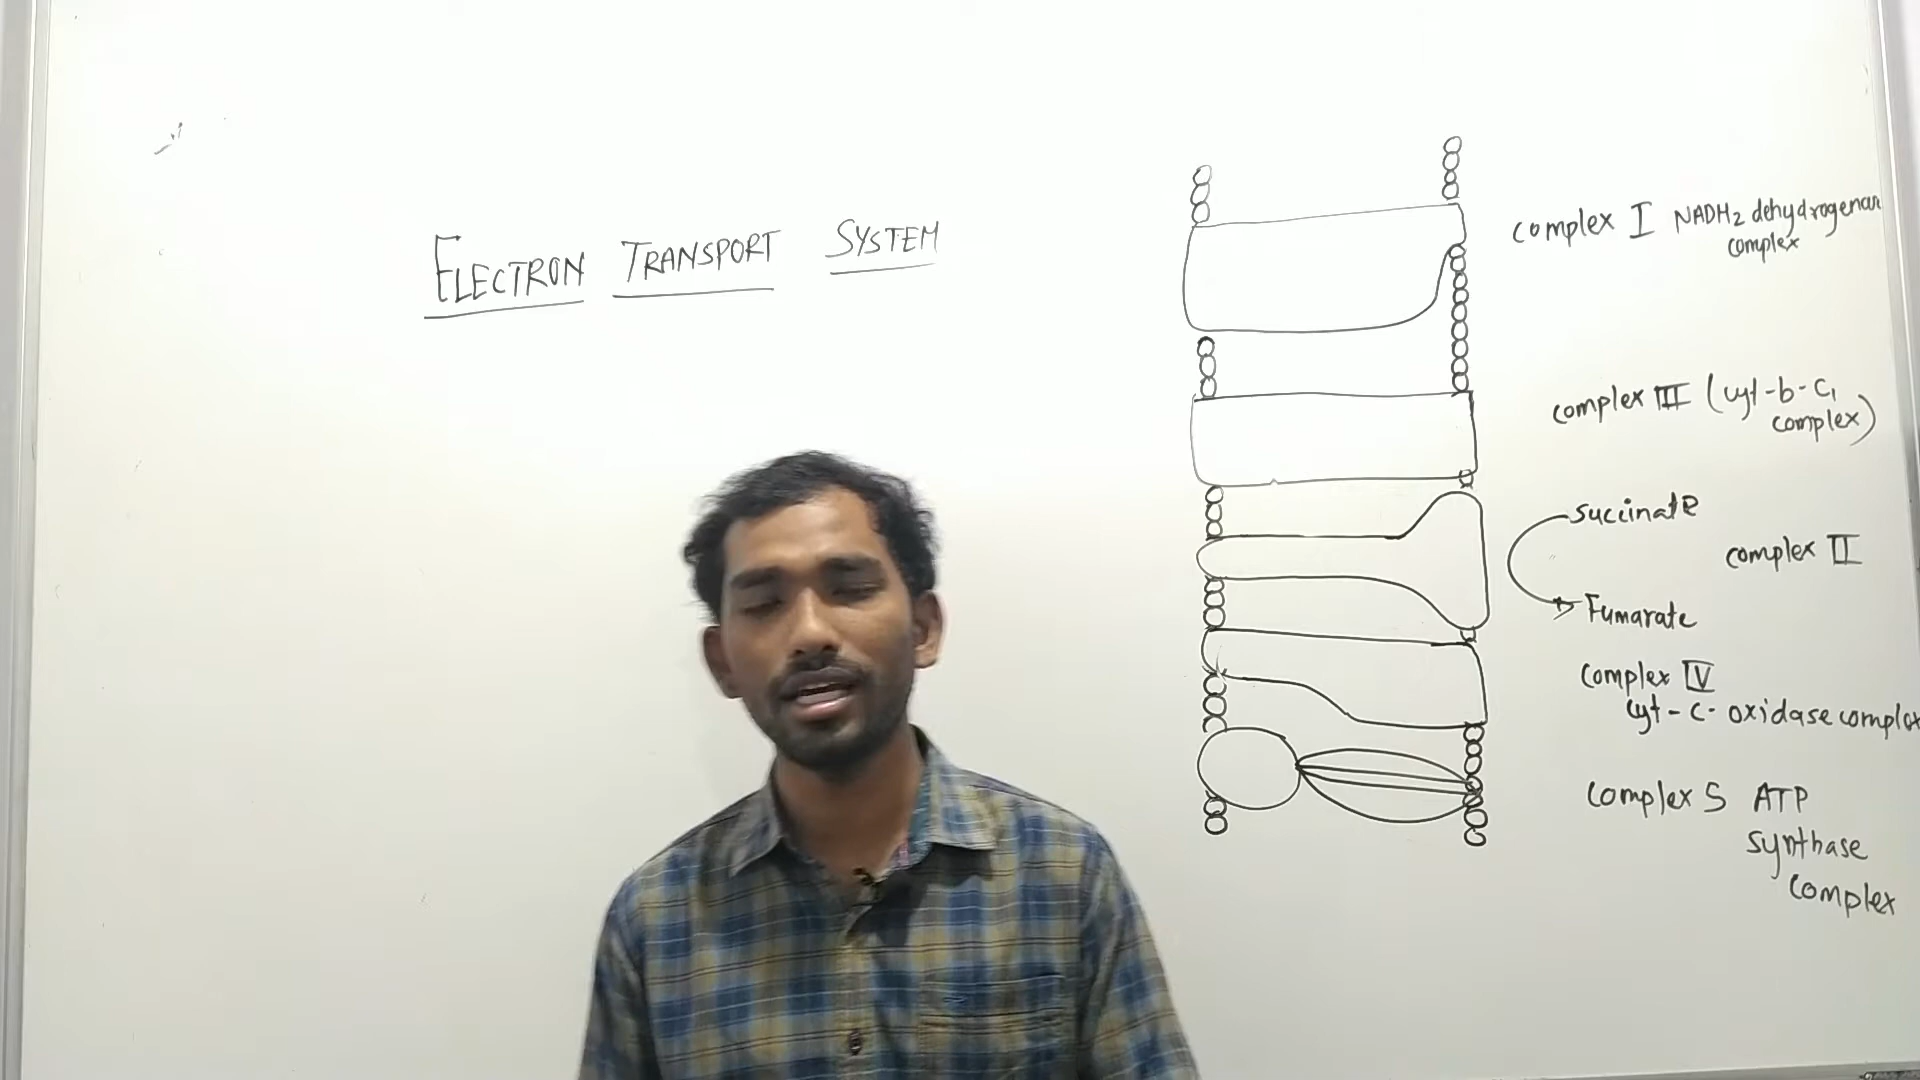 ELECTRON TRANSPORT SYSTEM
complex I NADH2 dehydrogenase
complex
complex III (cyt-b-c1
complex)
succinate
complex II
Fumarate
complex IV
cyt-c-oxidase complex
complex 5 ATP
synthase
complex